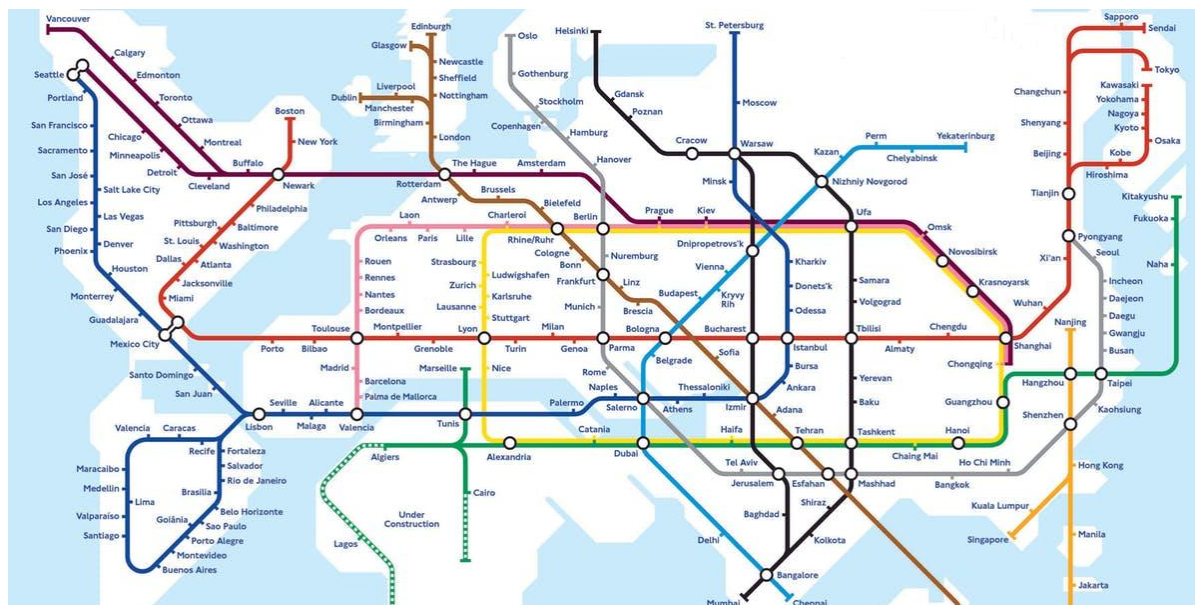 Vancouver
Calgary
Edmonton
Toronto
Ottawa
Montreal
Seattle
Portland
San Francisco
Sacramento
San José
Salt Lake City
Los Angeles
Las Vegas
San Diego
Denver
Phoenix
Houston
Monterrey
Guadalajara
Mexico City
Chicago
Minneapolis
Detroit
Cleveland
Buffalo
Boston
New York
Newark
Philadelphia
Baltimore
Pittsburgh
Washington
St. Louis
Atlanta
Dallas
Jacksonville
Miami
Santo Domingo
San Juan
Lisbon
Valencia
Caracas
Recife
Fortaleza
Salvador
Rio de Janeiro
Brasilia
Belo Horizonte
Goiânia
Sao Paulo
Porto Alegre
Montevideo
Buenos Aires
Maracaibo
Medellin
Lima
Valparaíso
Santiago
Edinburgh
Glasgow
Newcastle
Sheffield
Nottingham
Liverpool
Dublin
Manchester
Birmingham
London
Rotterdam
The Hague
Amsterdam
Antwerp
Brussels
Bielefeld
Oslo
Gothenburg
Stockholm
Copenhagen
Hamburg
Hanover
Berlin
Helsinki
Gdansk
Poznan
Cracow
Warsaw
St. Petersburg
Moscow
Minsk
Kazan
Perm
Chelyabinsk
Yekaterinburg
Nizhniy Novgorod
Ufa
Omsk
Novosibirsk
Krasnoyarsk
Laon
Charleroi
Orleans
Paris
Lille
Rhine/Ruhr
Cologne
Bonn
Frankfurt
Nuremburg
Munich
Prague
Kiev
Dnipropetrovs'k
Vienna
Budapest
Kryvy
Rih
Kharkiv
Donets'k
Odessa
Samara
Volgograd
Rouen
Rennes
Nantes
Bordeaux
Strasbourg
Ludwigshafen
Zurich
Karlsruhe
Lausanne
Stuttgart
Linz
Brescia
Toulouse
Montpellier
Lyon
Milan
Bologna
Bucharest
Istanbul
Tbilisi
Chengdu
Shanghai
Porto
Bilbao
Grenoble
Turin
Genoa
Parma
Sofia
Almaty
Chongqing
Madrid
Barcelona
Palma de Mallorca
Marseille
Nice
Rome
Belgrade
Bursa
Ankara
Yerevan
Baku
Seville
Alicante
Malaga
Valencia
Tunis
Palermo
Naples
Salerno
Thessaloniki
Athens
Izmir
Adana
Algiers
Alexandria
Catania
Dubai
Haifa
Tehran
Tashkent
Chaing Mai
Hanoi
Guangzhou
Cairo
Under
Construction
Lagos
Tel Aviv
Jerusalem
Esfahan
Mashhad
Bangkok
Ho Chi Minh
Shiraz
Baghdad
Delhi
Kolkota
Bangalore
Mumbai
Chennai
Sapporo
Sendai
Tokyo
Kawasaki
Yokohama
Nagoya
Kyoto
Osaka
Kobe
Hiroshima
Changchun
Shenyang
Beijing
Tianjin
Pyongyang
Xi'an
Wuhan
Seoul
Incheon
Daejeon
Daegu
Gwangju
Busan
Kitakyushu
Fukuoka
Naha
Nanjing
Hangzhou
Taipei
Kaohsiung
Shenzhen
Hong Kong
Kuala Lumpur
Singapore
Manila
Jakarta